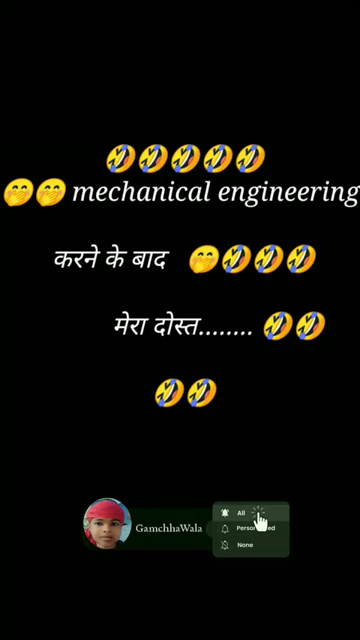 🤣🤣🤣🤣🤣
🤭🤭 mechanical engineering
करने के बाद 🤭🤣🤣🤣
मेरा दोस्त........ 🤣🤣
🤣🤣
GamchhaWala
All
None